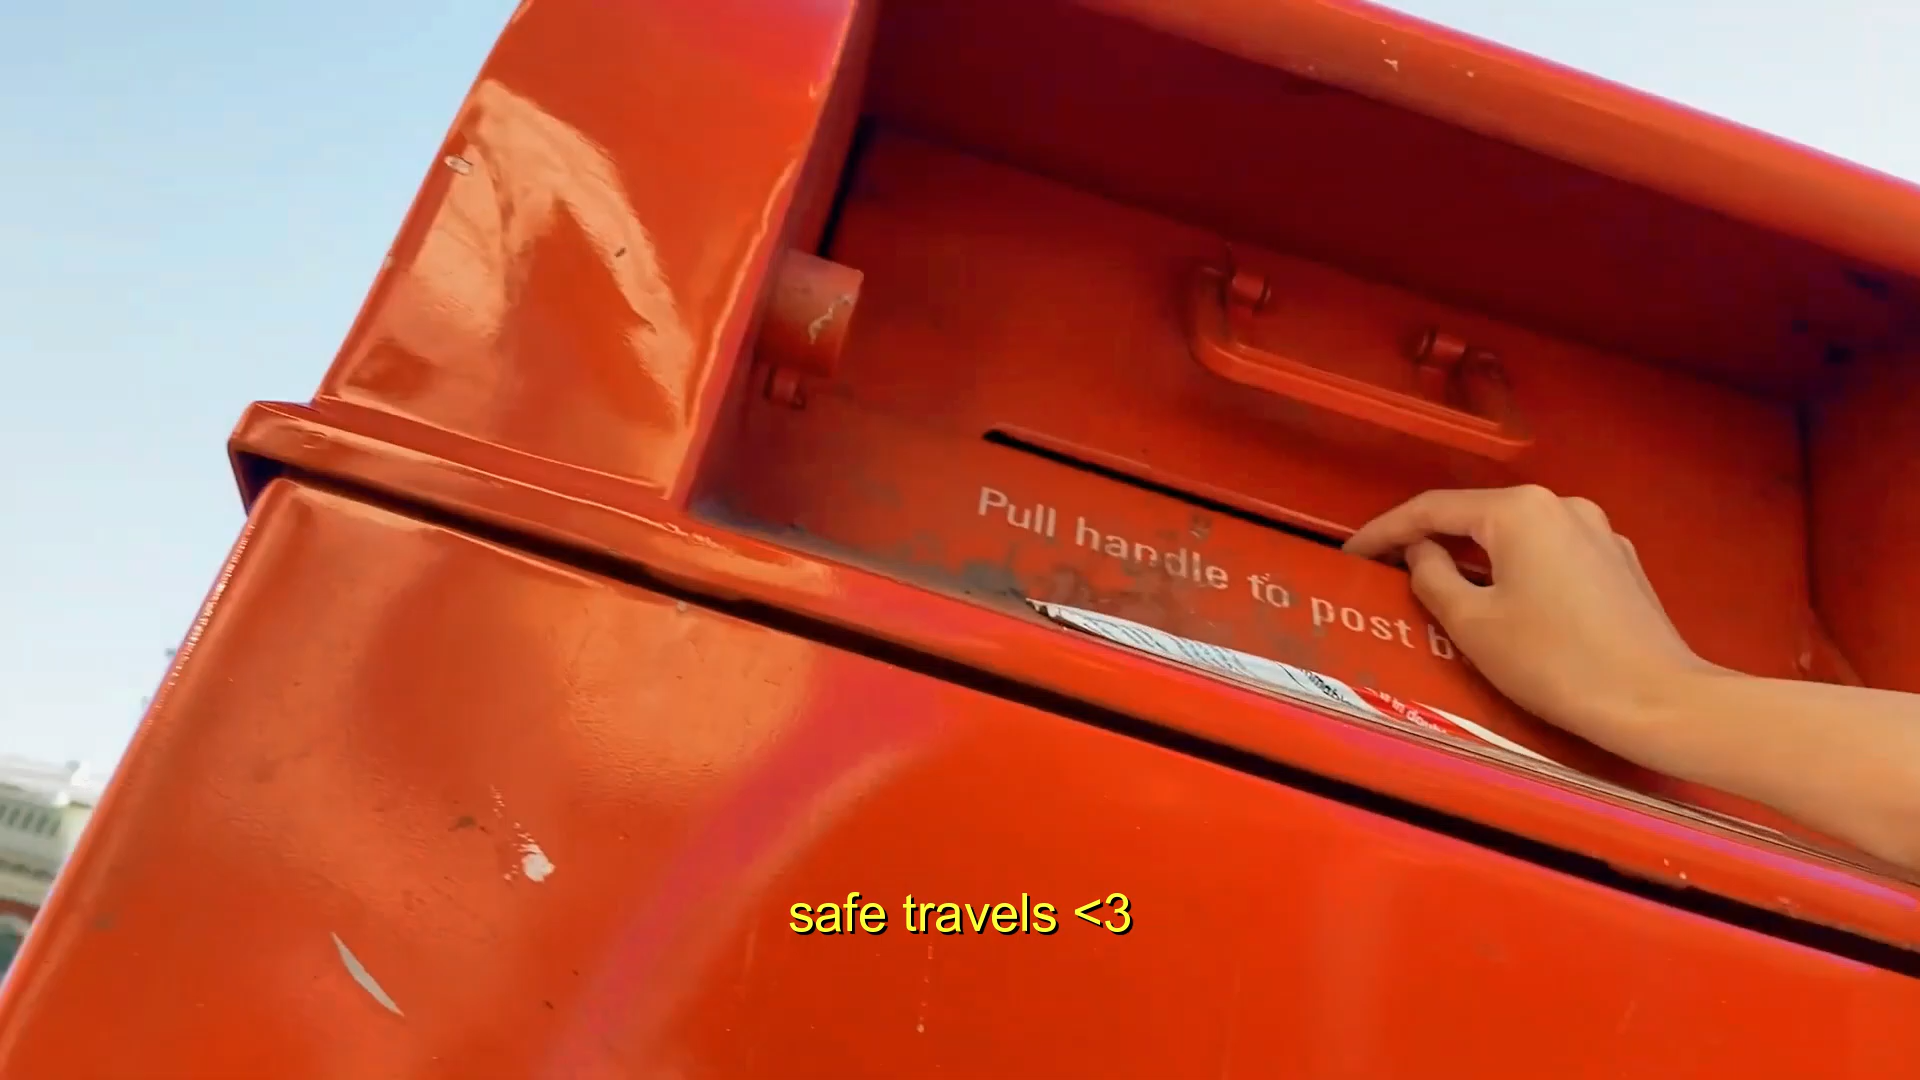 Pull handle to post
safe travels <3